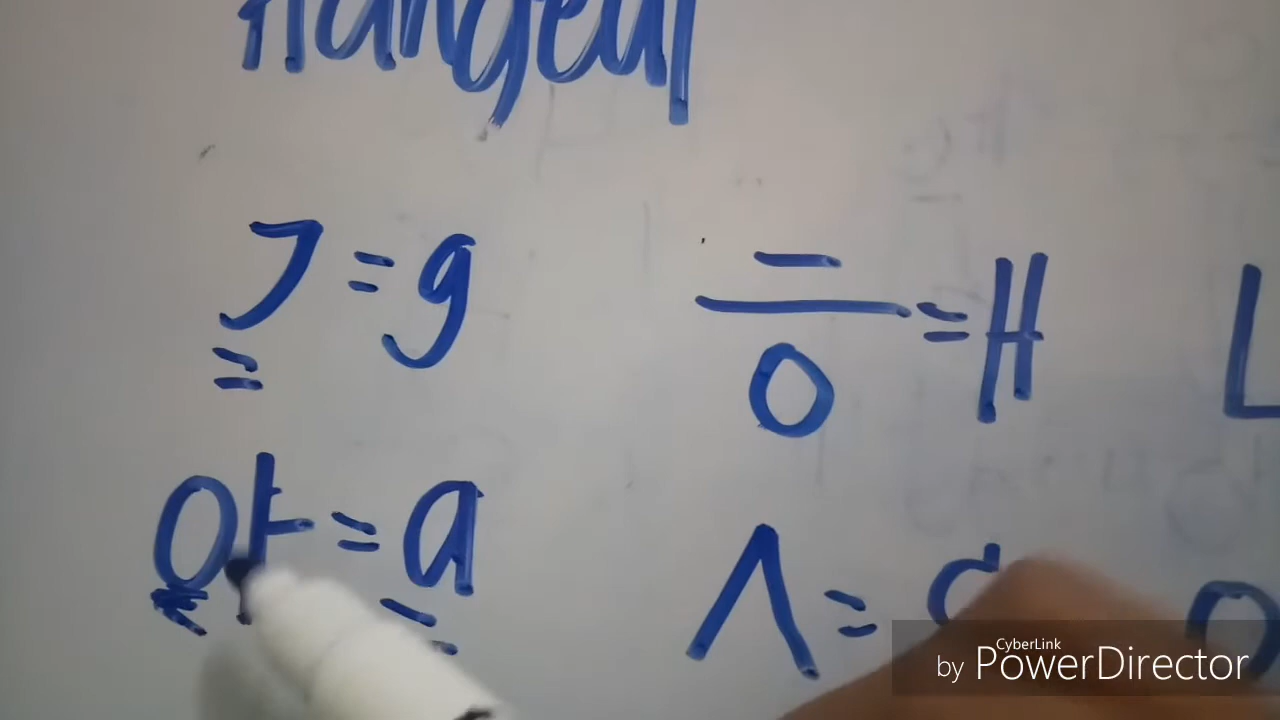 Hangeul
ㄱ = g
ㅎ = H
아 = a
ㅅ =
CyberLink
by PowerDirector